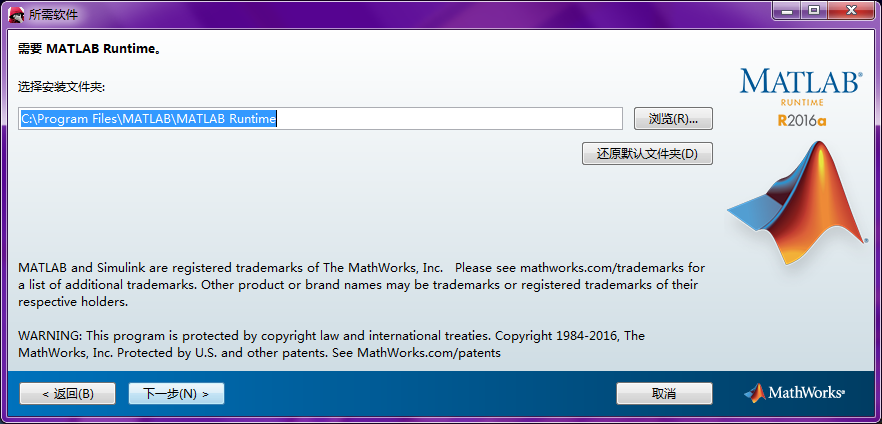 所需软件
需要 MATLAB Runtime。
选择安装文件夹:
C:\Program Files\MATLAB\MATLAB Runtime
浏览(R)...
还原默认文件夹(D)
MATLAB®
RUNTIME
R2016a
MATLAB and Simulink are registered trademarks of The MathWorks, Inc. Please see mathworks.com/trademarks for
a list of additional trademarks. Other product or brand names may be trademarks or registered trademarks of their
respective holders.
WARNING: This program is protected by copyright law and international treaties. Copyright 1984-2016, The
MathWorks, Inc. Protected by U.S. and other patents. See MathWorks.com/patents
< 返回(B)
下一步(N) >
取消
MathWorks®